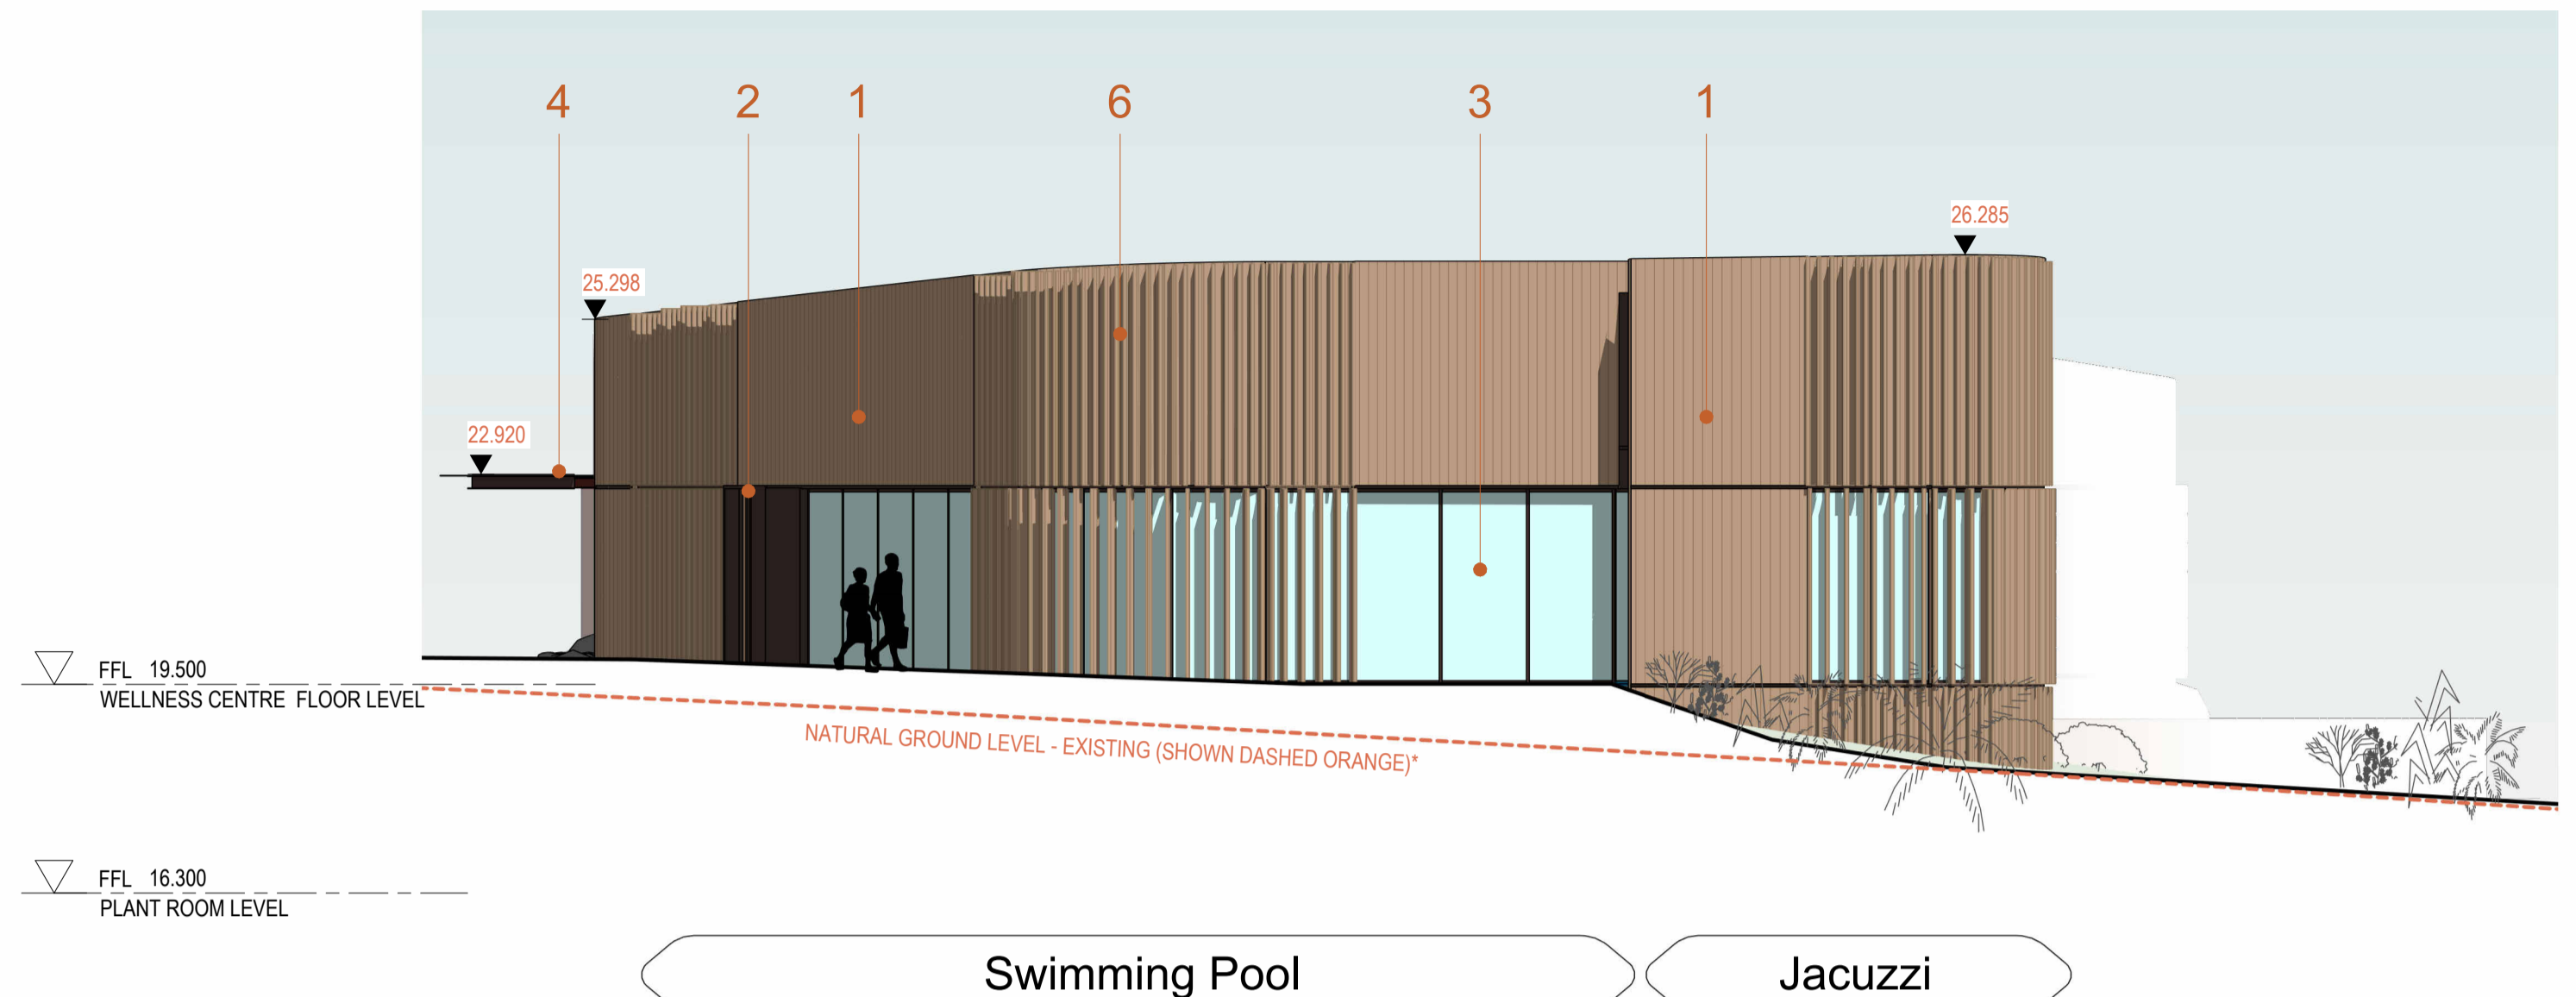 4 2 1 6 3 1
26.285
25.298
22.920
FFL 19.500
WELLNESS CENTRE FLOOR LEVEL
NATURAL GROUND LEVEL - EXISTING (SHOWN DASHED ORANGE)*
FFL 16.300
PLANT ROOM LEVEL
Swimming Pool Jacuzzi